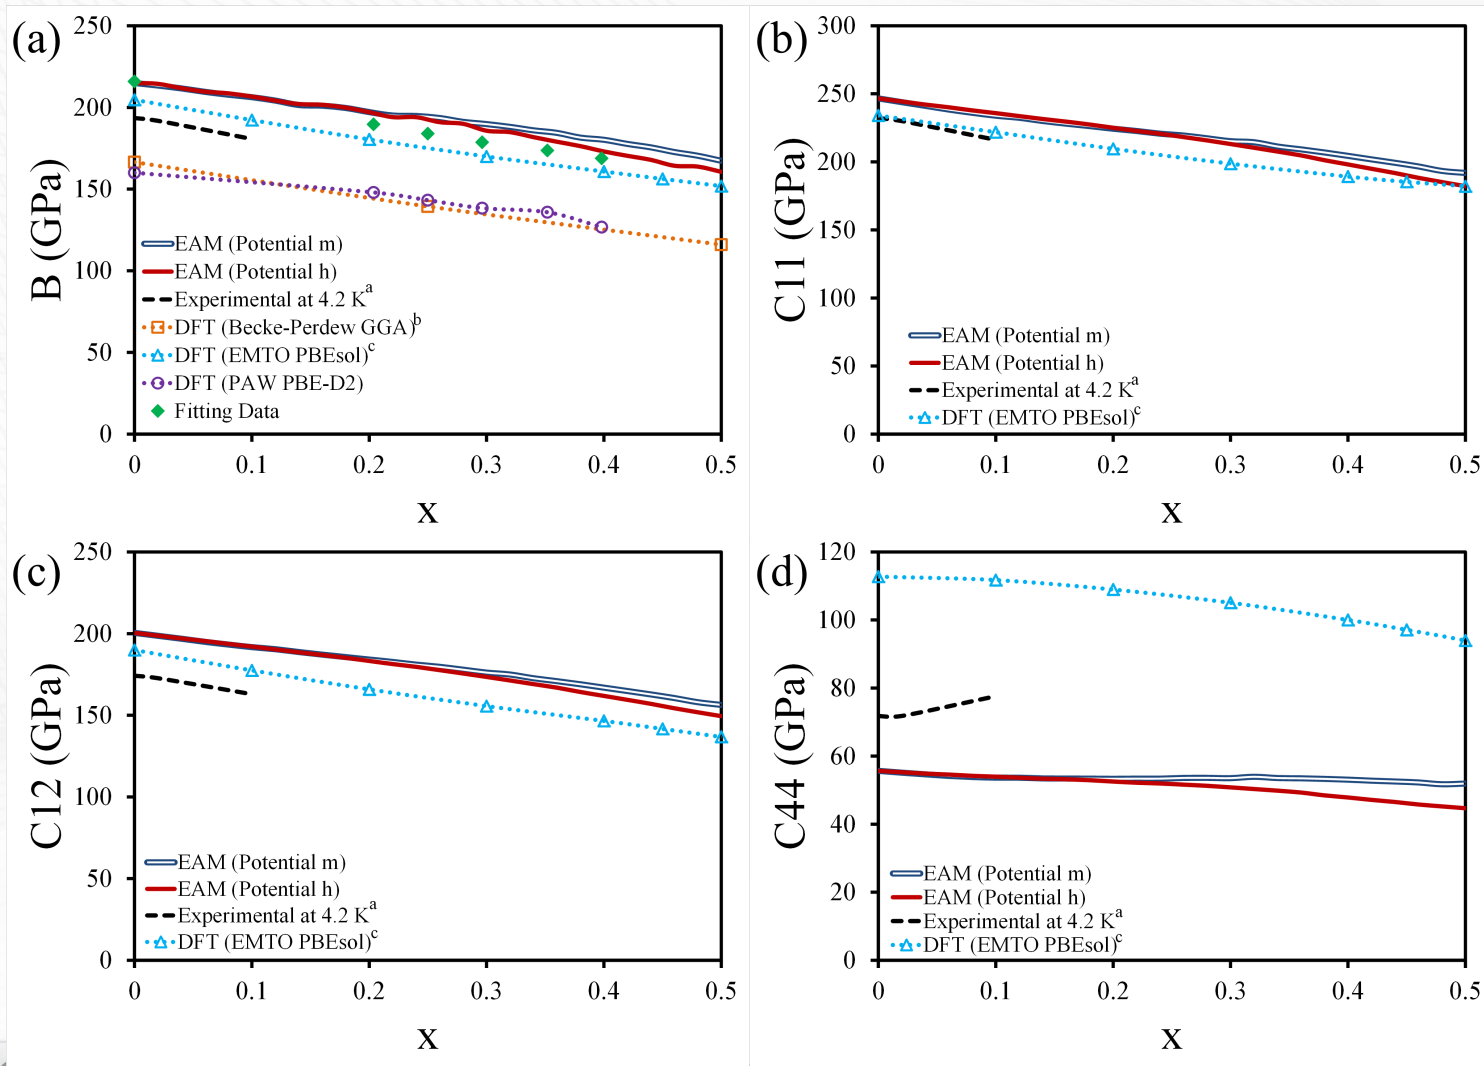 (a)
250
200
150
100
50
0
B (GPa)
EAM (Potential m)
EAM (Potential h)
Experimental at 4.2 Kᵃ
DFT (Becke-Perdew GGA)ᵇ
DFT (EMTO PBEsol)ᶜ
DFT (PAW PBE-D2)
Fitting Data
0 0.1 0.2 0.3 0.4 0.5
x
(b)
300
250
200
150
100
50
0
C11 (GPa)
EAM (Potential m)
EAM (Potential h)
Experimental at 4.2 Kᵃ
DFT (EMTO PBEsol)ᶜ
0 0.1 0.2 0.3 0.4 0.5
x
(c)
250
200
150
100
50
0
C12 (GPa)
EAM (Potential m)
EAM (Potential h)
Experimental at 4.2 Kᵃ
DFT (EMTO PBEsol)ᶜ
0 0.1 0.2 0.3 0.4 0.5
x
(d)
120
100
80
60
40
20
0
C44 (GPa)
EAM (Potential m)
EAM (Potential h)
Experimental at 4.2 Kᵃ
DFT (EMTO PBEsol)ᶜ
0 0.1 0.2 0.3 0.4 0.5
x